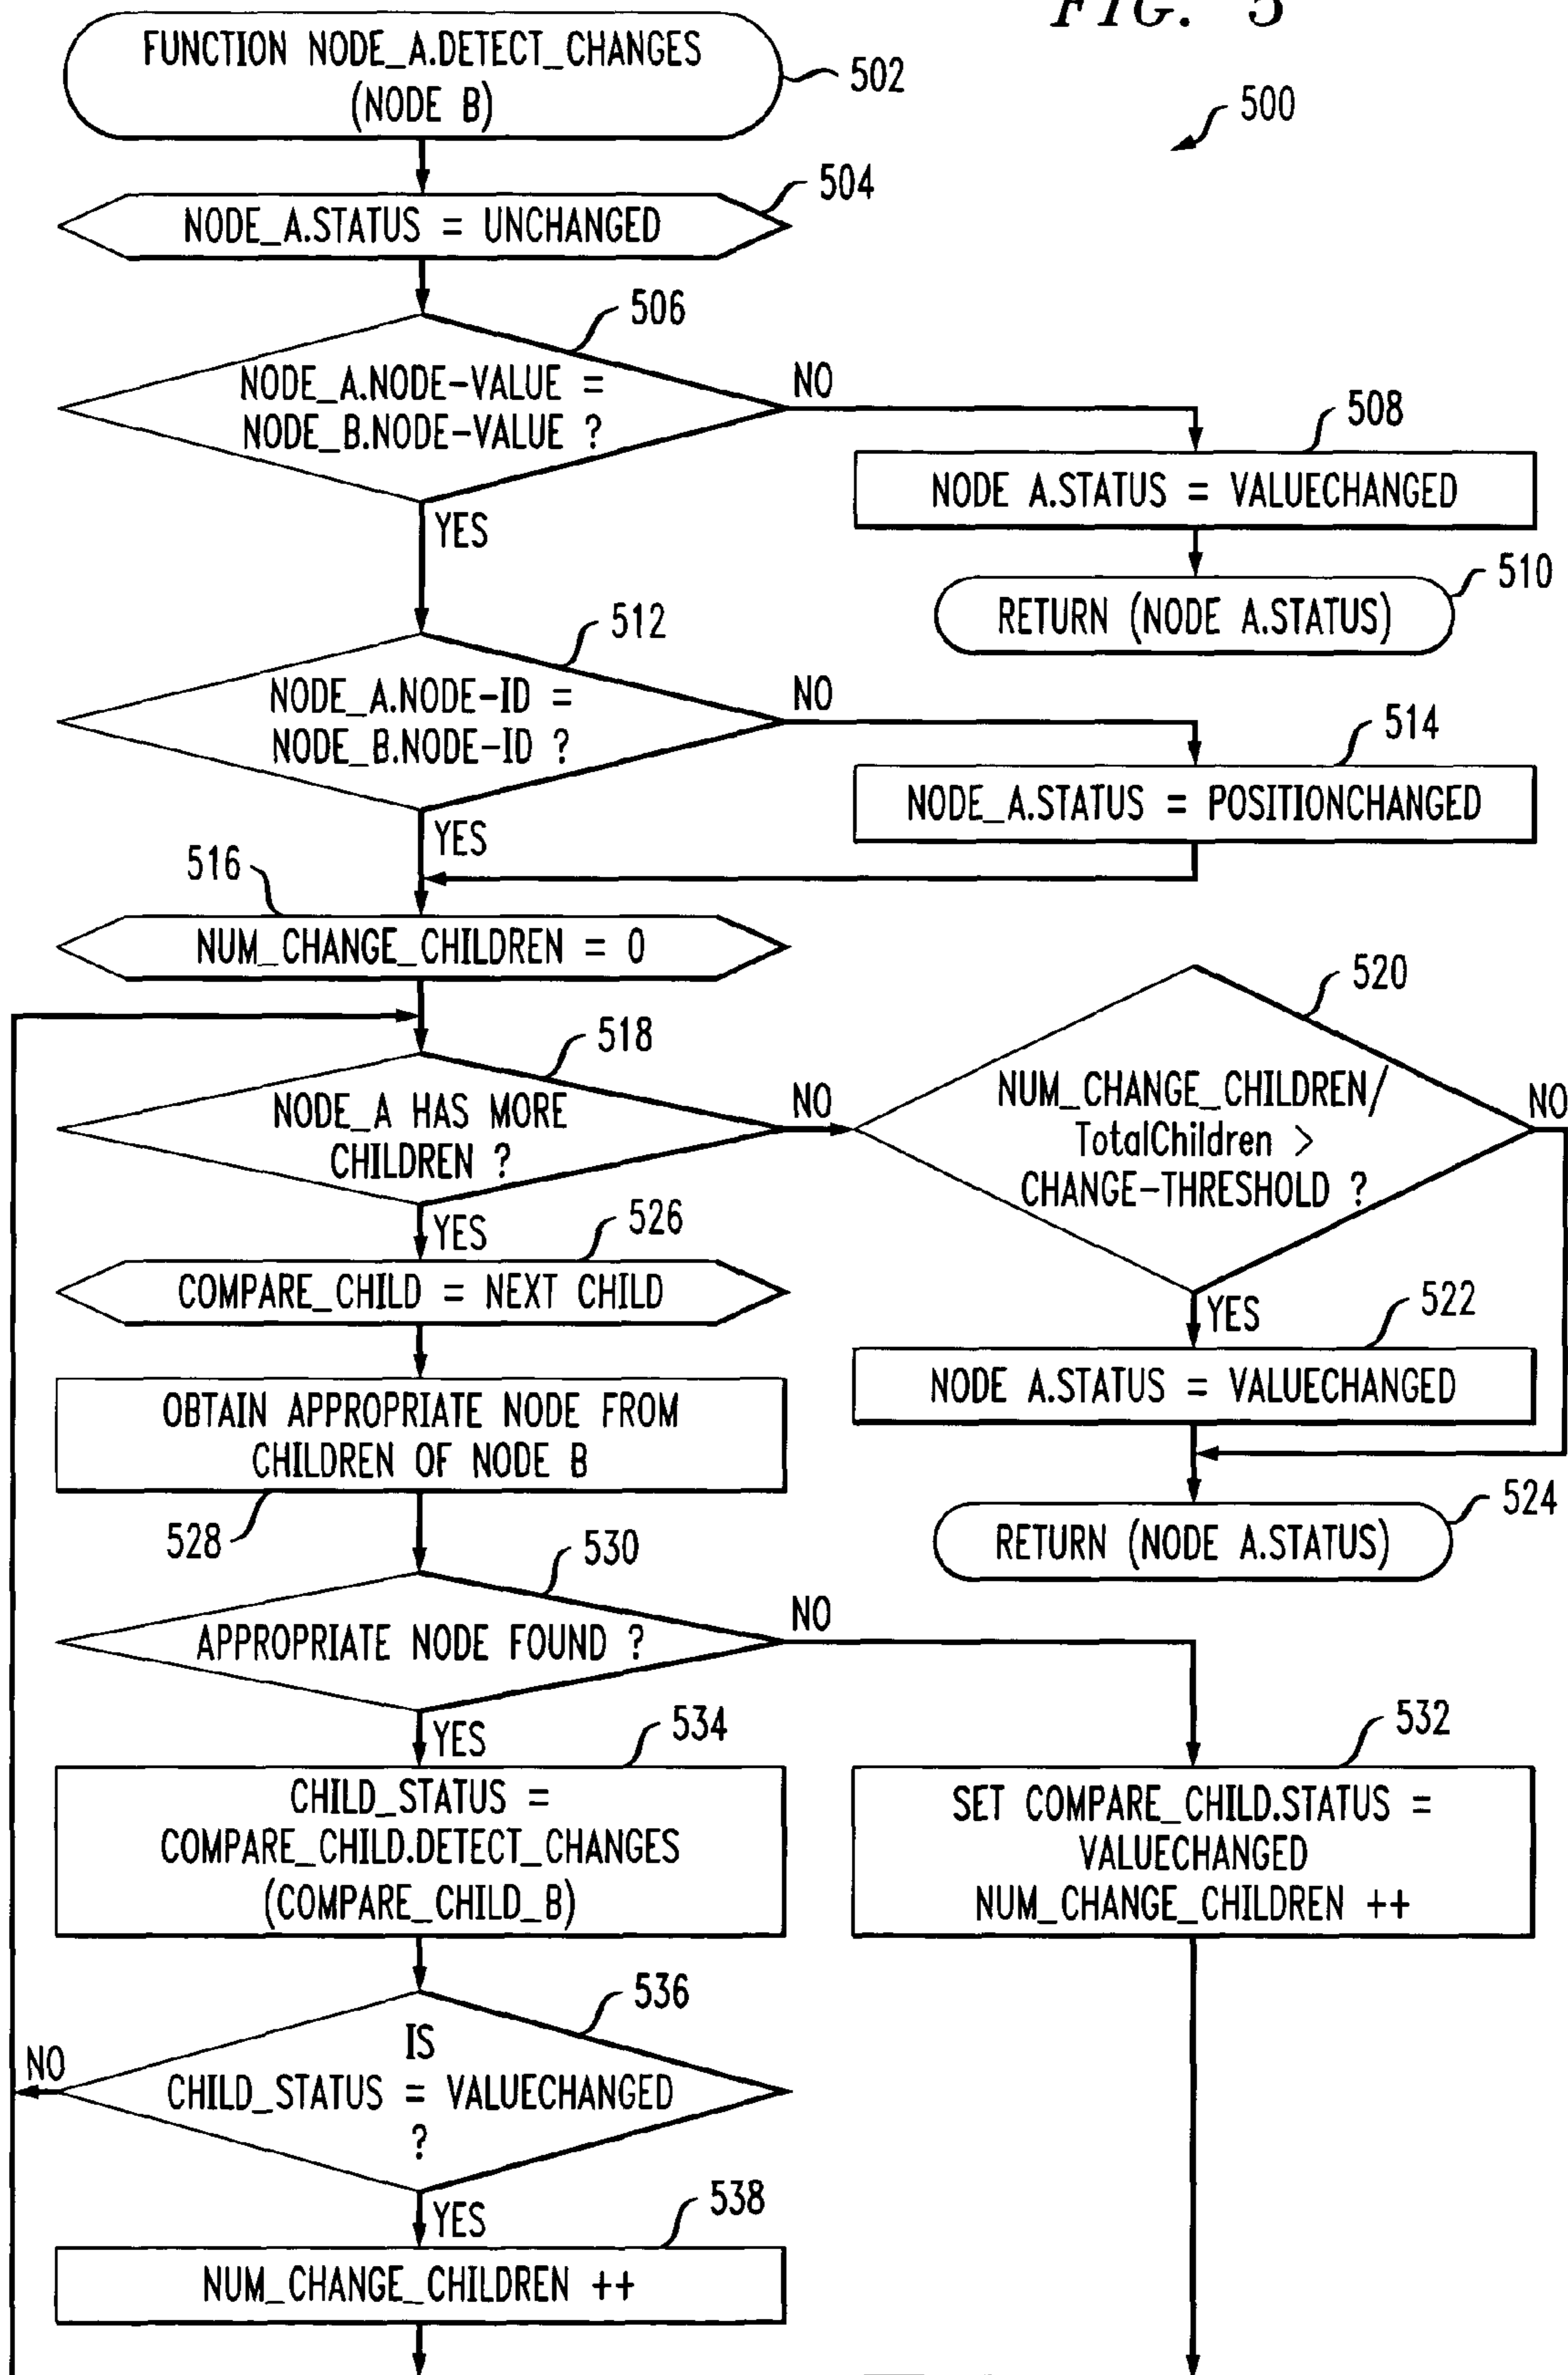 FIG. 5
500
FUNCTION NODE_A.DETECT_CHANGES
(NODE B)
502
NODE_A.STATUS = UNCHANGED
504
506
NODE_A.NODE-VALUE =
NODE_B.NODE-VALUE ?
NO
YES
508
NODE A.STATUS = VALUECHANGED
510
RETURN (NODE A.STATUS)
512
NODE_A.NODE-ID =
NODE_B.NODE-ID ?
NO
YES
514
NODE_A.STATUS = POSITIONCHANGED
516
NUM_CHANGE_CHILDREN = 0
518
NODE_A HAS MORE
CHILDREN ?
NO
YES
520
NUM_CHANGE_CHILDREN/
TotalChildren >
CHANGE-THRESHOLD ?
NO
YES
522
NODE A.STATUS = VALUECHANGED
524
RETURN (NODE A.STATUS)
526
COMPARE_CHILD = NEXT CHILD
OBTAIN APPROPRIATE NODE FROM
CHILDREN OF NODE B
528
530
APPROPRIATE NODE FOUND ?
NO
YES
532
SET COMPARE_CHILD.STATUS =
VALUECHANGED
NUM_CHANGE_CHILDREN ++
534
CHILD_STATUS =
COMPARE_CHILD.DETECT_CHANGES
(COMPARE_CHILD_B)
536
IS
CHILD_STATUS = VALUECHANGED
?
NO
YES
538
NUM_CHANGE_CHILDREN ++